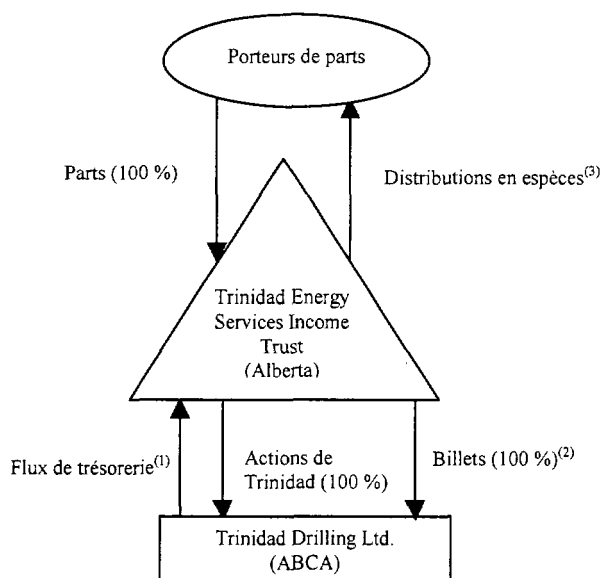 Porteurs de parts
Parts (100 %)
Distributions en espèces(3)
Trinidad Energy
Services Income
Trust
(Alberta)
Flux de trésorerie(1)
Actions de
Trinidad (100 %)
Billets (100 %)(2)
Trinidad Drilling Ltd.
(ABCA)